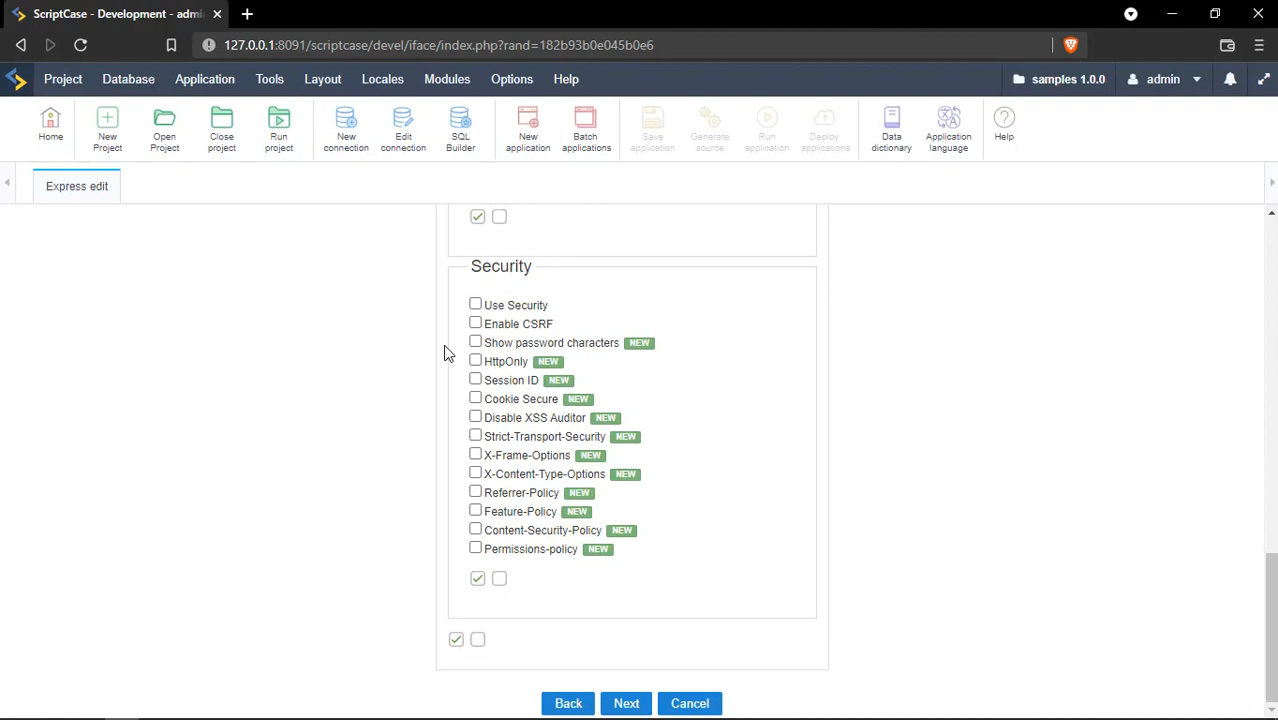 ScriptCase - Development - admi
127.0.0.1:8091/scriptcase/devel/iface/index.php?rand=182b93b0e045b0e6
Project Database Application Tools Layout Locales Modules Options Help samples 1.0.0 admin
Home New Project Open Project Close project Run project New connection Edit connection SQL Builder New application Batch applications Save application Generate source Run application Deploy applications Data dictionary Application language Help
Express edit
Security
Use Security
Enable CSRF
Show password characters NEW
HttpOnly NEW
Session ID NEW
Cookie Secure NEW
Disable XSS Auditor NEW
Strict-Transport-Security NEW
X-Frame-Options NEW
X-Content-Type-Options NEW
Referrer-Policy NEW
Feature-Policy NEW
Content-Security-Policy NEW
Permissions-policy NEW
Back Next Cancel